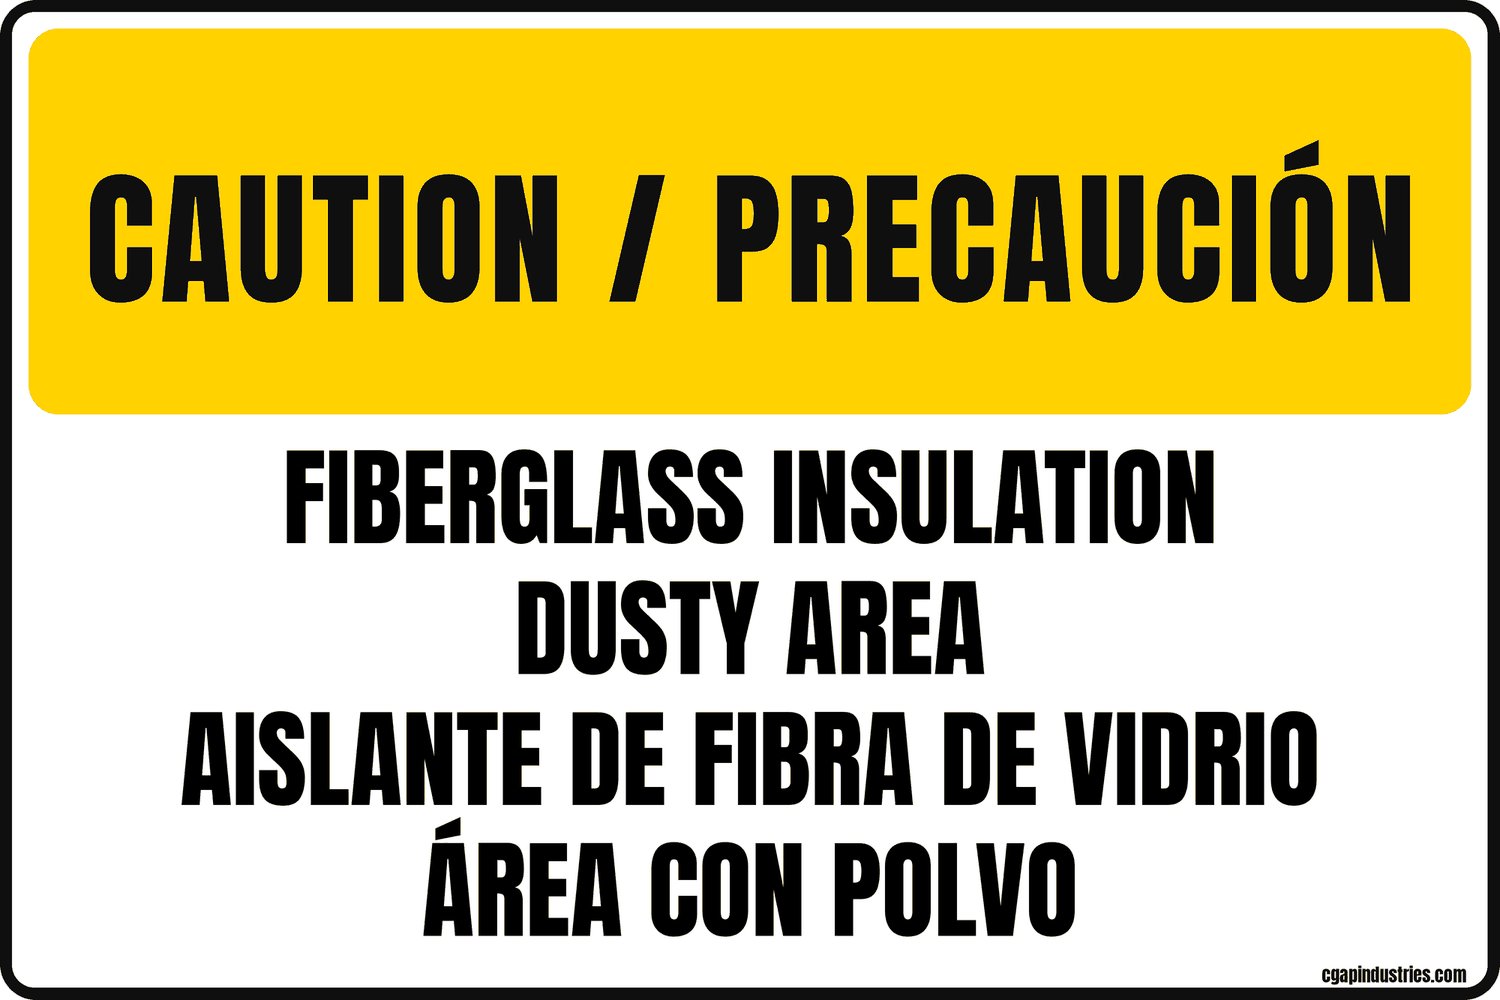 CAUTION / PRECAUCIÓN
FIBERGLASS INSULATION
DUSTY AREA
AISLANTE DE FIBRA DE VIDRIO
ÁREA CON POLVO
cgapindustries.com